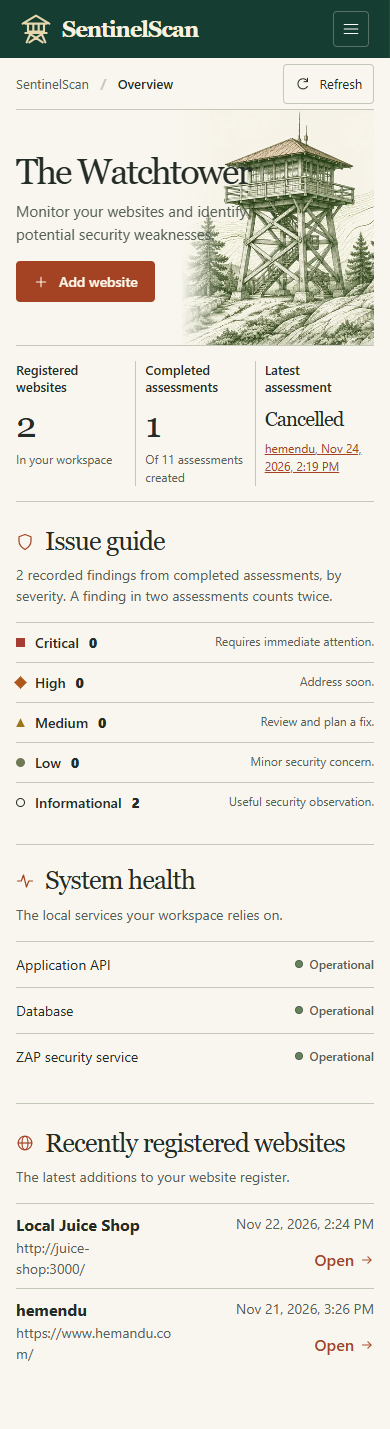 SentinelScan
SentinelScan / Overview
Refresh
The Watchtower
Monitor your websites and identify
potential security weaknesses.
+ Add website
Registered
websites
2
In your workspace
Completed
assessments
1
Of 11 assessments
created
Latest
assessment
Cancelled
hemendu, Nov 24,
2026, 2:19 PM
Issue guide
2 recorded findings from completed assessments, by
severity. A finding in two assessments counts twice.
Critical 0 Requires immediate attention.
High 0 Address soon.
Medium 0 Review and plan a fix.
Low 0 Minor security concern.
Informational 2 Useful security observation.
System health
The local services your workspace relies on.
Application API Operational
Database Operational
ZAP security service Operational
Recently registered websites
The latest additions to your website register.
Local Juice Shop
http://juice-
shop:3000/
Nov 22, 2026, 2:24 PM
Open →
hemendu
https://www.hemandu.co
m/
Nov 21, 2026, 3:26 PM
Open →